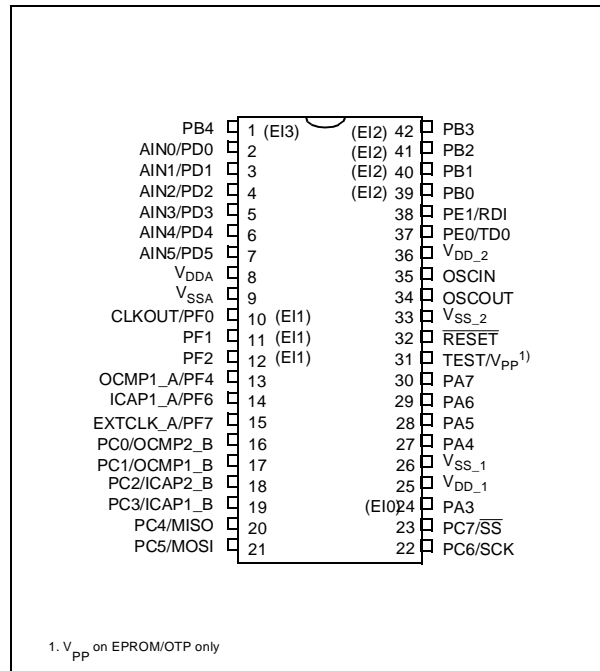 PB4 1 (EI3) (EI2) 42 PB3
AIN0/PD0 2 (EI2) 41 PB2
AIN1/PD1 3 (EI2) 40 PB1
AIN2/PD2 4 (EI2) 39 PB0
AIN3/PD3 5 38 PE1/RDI
AIN4/PD4 6 37 PE0/TD0
AIN5/PD5 7 36 VDD_2
VDDA 8 35 OSCIN
VSSA 9 34 OSCOUT
CLKOUT/PF0 10 (EI1) 33 VSS_2
PF1 11 (EI1) 32 RESET
PF2 12 (EI1) 31 TEST/VPP1)
OCMP1_A/PF4 13 30 PA7
ICAP1_A/PF6 14 29 PA6
EXTCLK_A/PF7 15 28 PA5
PC0/OCMP2_B 16 27 PA4
PC1/OCMP1_B 17 26 VSS_1
PC2/ICAP2_B 18 25 VDD_1
PC3/ICAP1_B 19 (EI0) 24 PA3
PC4/MISO 20 23 PC7/SS
PC5/MOSI 21 22 PC6/SCK
1. VPP on EPROM/OTP only